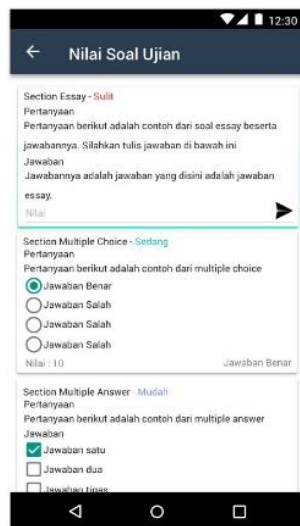 12:30
Nilai Soal Ujian
Section Essay - Sulit
Pertanyaan
Pertanyaan berikut adalah contoh dari soal essay beserta
jawabannya. Silahkan tulis jawaban di bawah ini
Jawaban
Jawabannya adalah jawaban yang disini adalah jawaban
essay.
Nilai
Section Multiple Choice - Sedang
Pertanyaan
Pertanyaan berikut adalah contoh dari multiple choice
Jawaban Benar
Jawaban Salah
Jawaban Salah
Jawaban Salah
Nilai : 10 Jawaban Benar
Section Multiple Answer - Mudah
Pertanyaan
Pertanyaan berikut adalah contoh dari multiple answer
Jawaban
Jawaban satu
Jawaban dua
Jawaban tigas